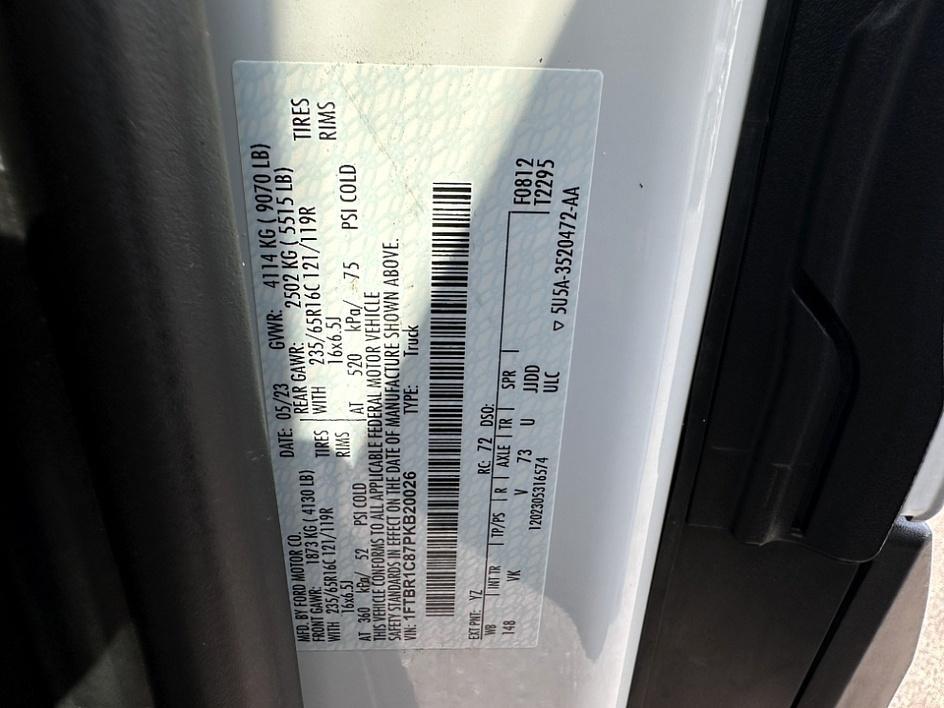 MFD. BY FORD MOTOR CO. DATE: 05/23 GVWR: 4114 KG ( 9070 LB)
FRONT GAWR: 1873 KG ( 4130 LB) REAR GAWR: 2502 KG ( 5515 LB)
WITH 235/65R16C 121/119R TIRES WITH 235/65R16C 121/119R TIRES
16x6.5J RIMS 16x6.5J RIMS
AT 360 kPa/ 52 PSI COLD AT 520 kPa/ 75 PSI COLD
THIS VEHICLE CONFORMS TO ALL APPLICABLE FEDERAL MOTOR VEHICLE
SAFETY STANDARDS IN EFFECT ON THE DATE OF MANUFACTURE SHOWN ABOVE.
VIN: 1FTBR1C87PKB20026 TYPE: Truck
EXT PNT: YZ RC: 72 DSO:
WB INT TR TP/PS R AXLE TR SPR F0812
148 VK V 73 U JJDD T2295
1202305316574 ULC ▽ 5U5A-3520472-AA